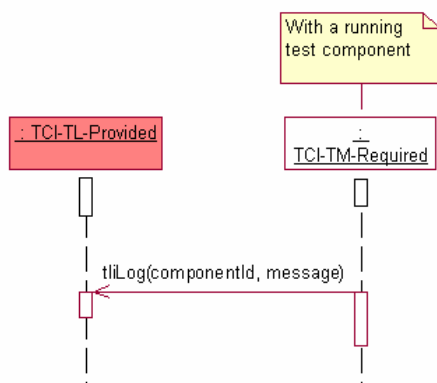 With a running
test component
: TCI-TL-Provided
:
TCI-TM-Required
tliLog(componentId, message)